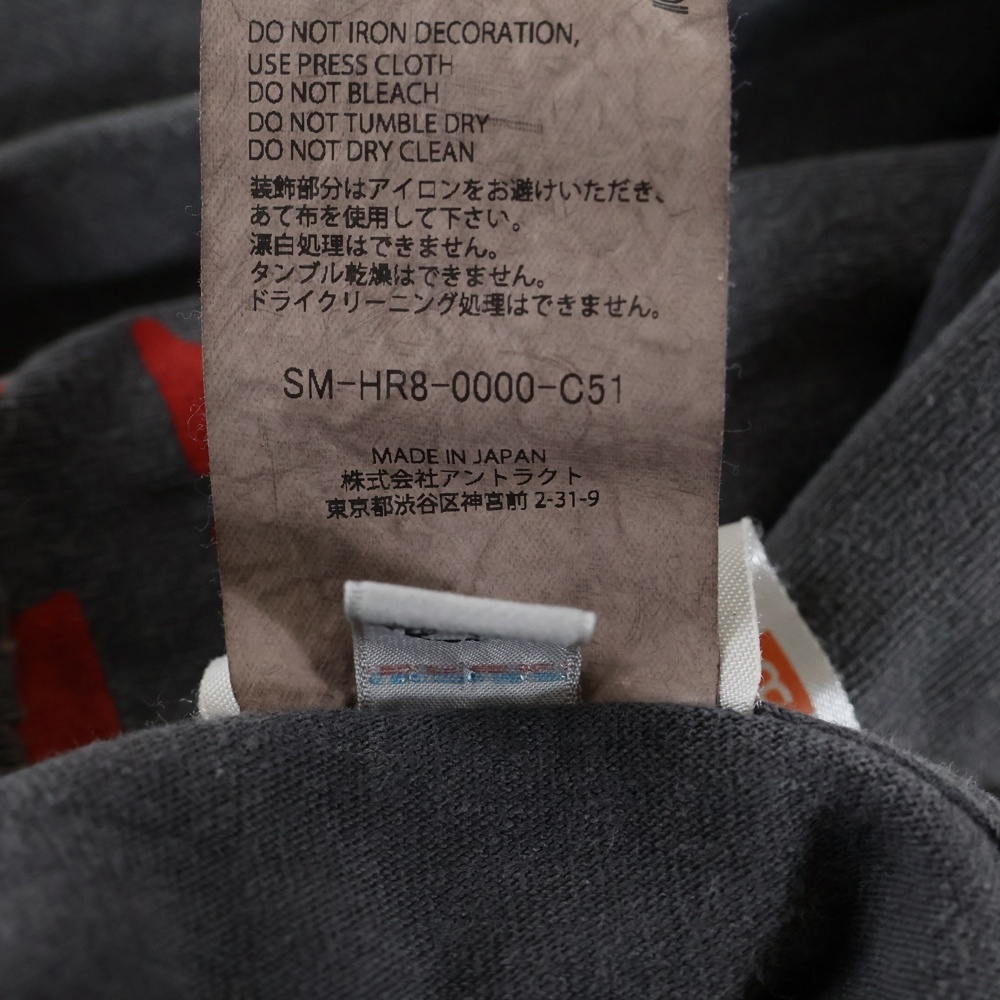 DO NOT IRON DECORATION,
USE PRESS CLOTH
DO NOT BLEACH
DO NOT TUMBLE DRY
DO NOT DRY CLEAN
装飾部分はアイロンをお避けいただき、
あて布を使用して下さい。
漂白処理はできません。
タンブル乾燥はできません。
ドライクリーニング処理はできません。
SM-HR8-0000-C51
MADE IN JAPAN
株式会社アントラクト
東京都渋谷区神宮前 2-31-9